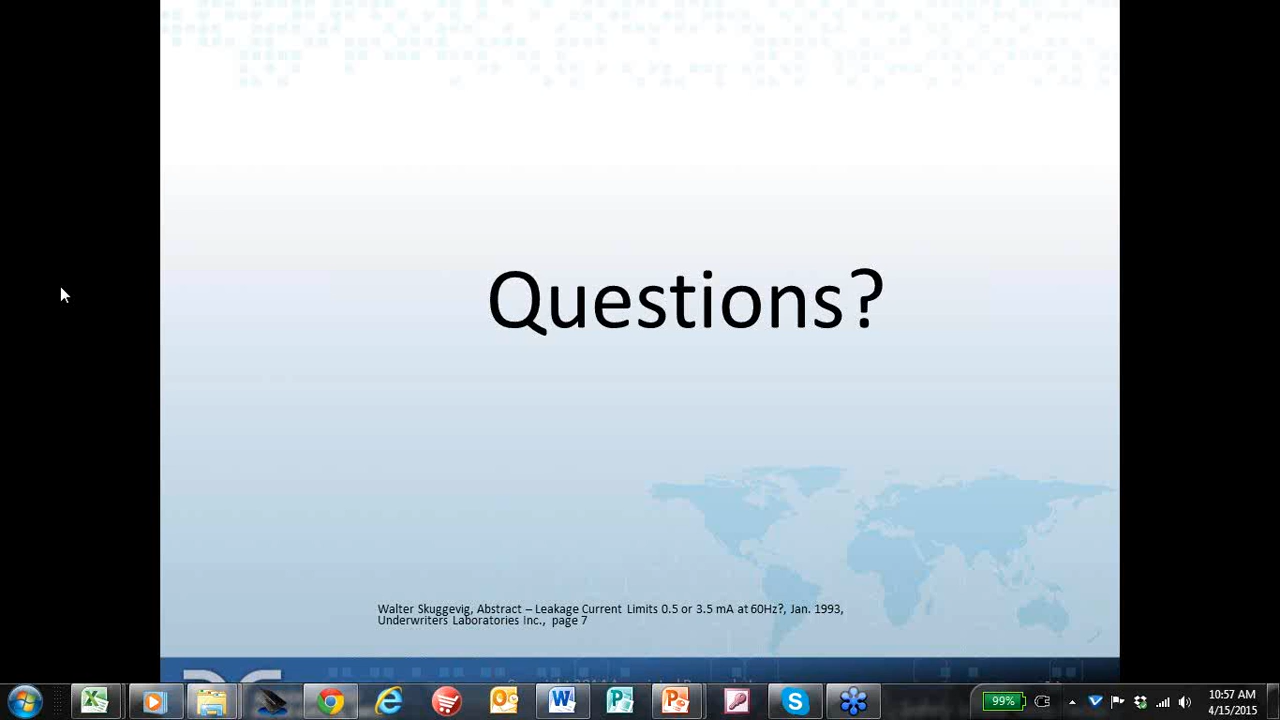 Questions?
Walter Skuggevig, Abstract – Leakage Current Limits 0.5 or 3.5 mA at 60Hz?, Jan. 1993,
Underwriters Laboratories Inc., page 7
99%
10:57 AM
4/15/2015